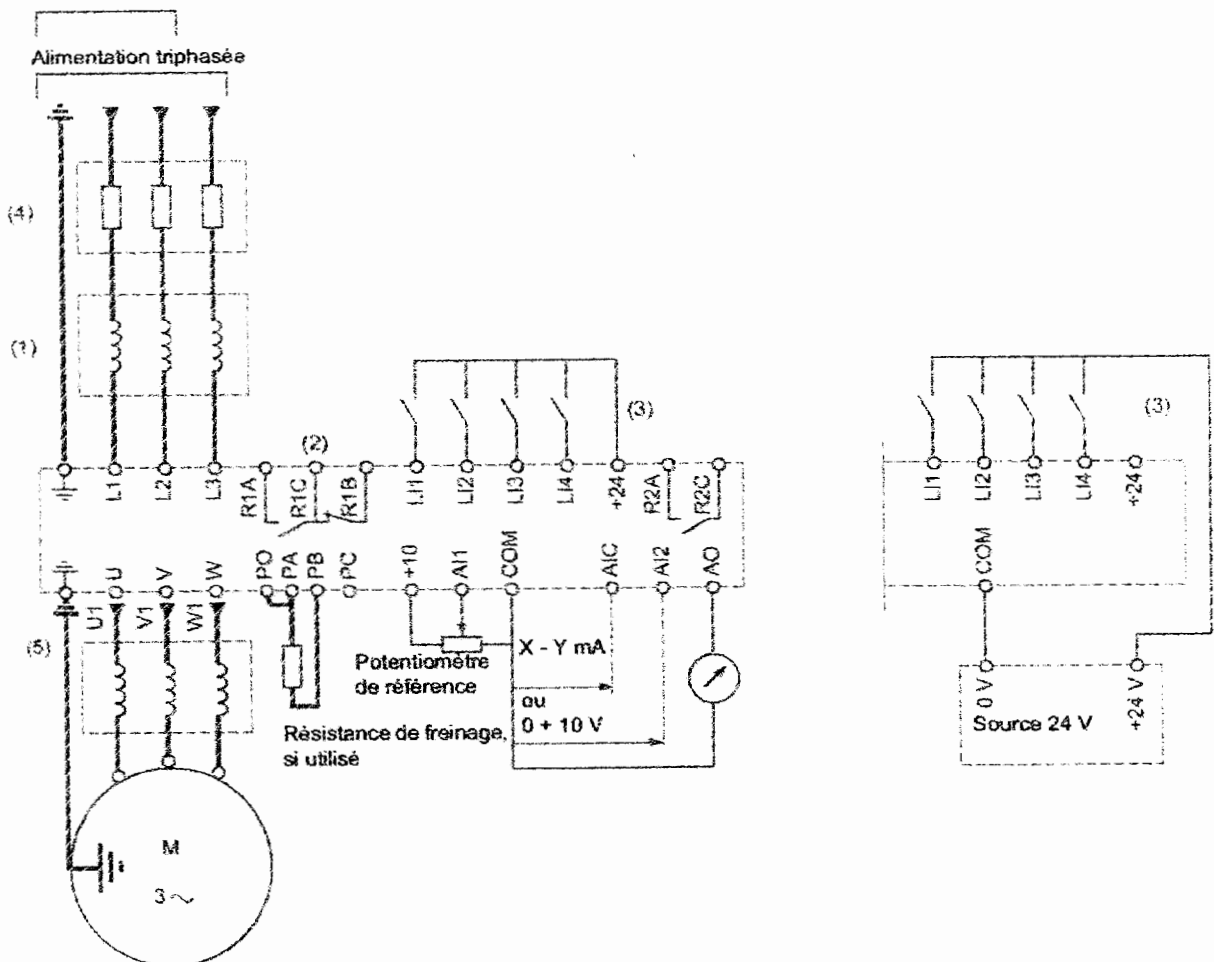 Alimentation triphasée
(4)
(1)
(2)
(3)
(3)
L1 L2 L3 R1A R1C R1B LI1 LI2 LI3 LI4 +24 R2A R2C
LI1 LI2 LI3 LI4 +24
U V W PO PA PB PC +10 AI1 COM AIC AI2 AO
COM
U1 V1 W1
(5)
Potentiomètre
de référence
X - Y mA
ou
0 + 10 V
Résistance de freinage,
si utilisé
0 V
+24 V
Source 24 V
M
3 ~